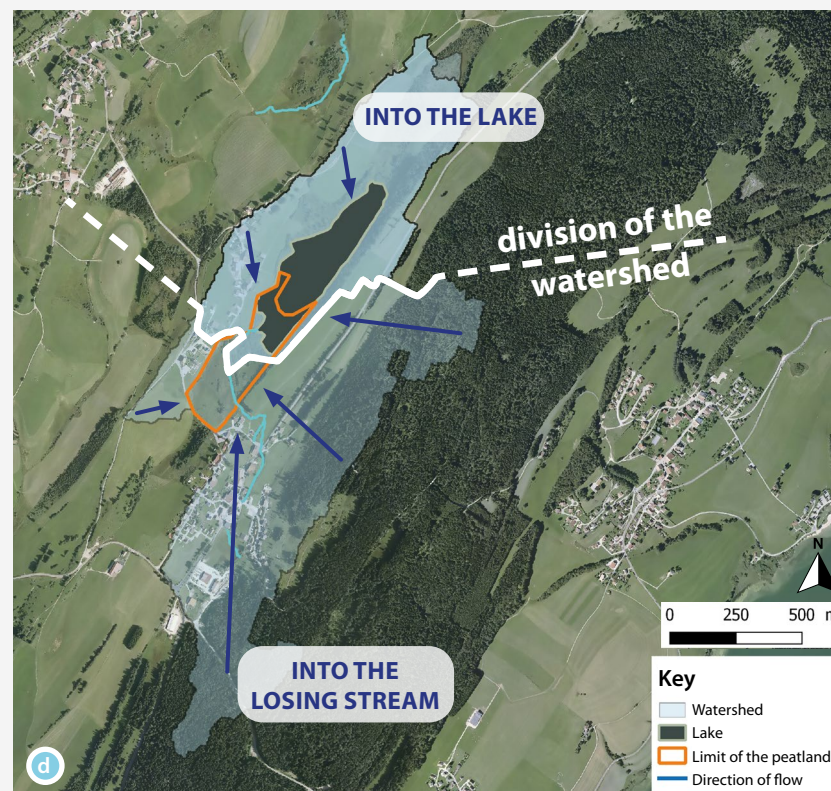 INTO THE LAKE
division of the
watershed
INTO THE
LOSING STREAM
N
0 250 500 m
Key
Watershed
Lake
Limit of the peatland
Direction of flow
d